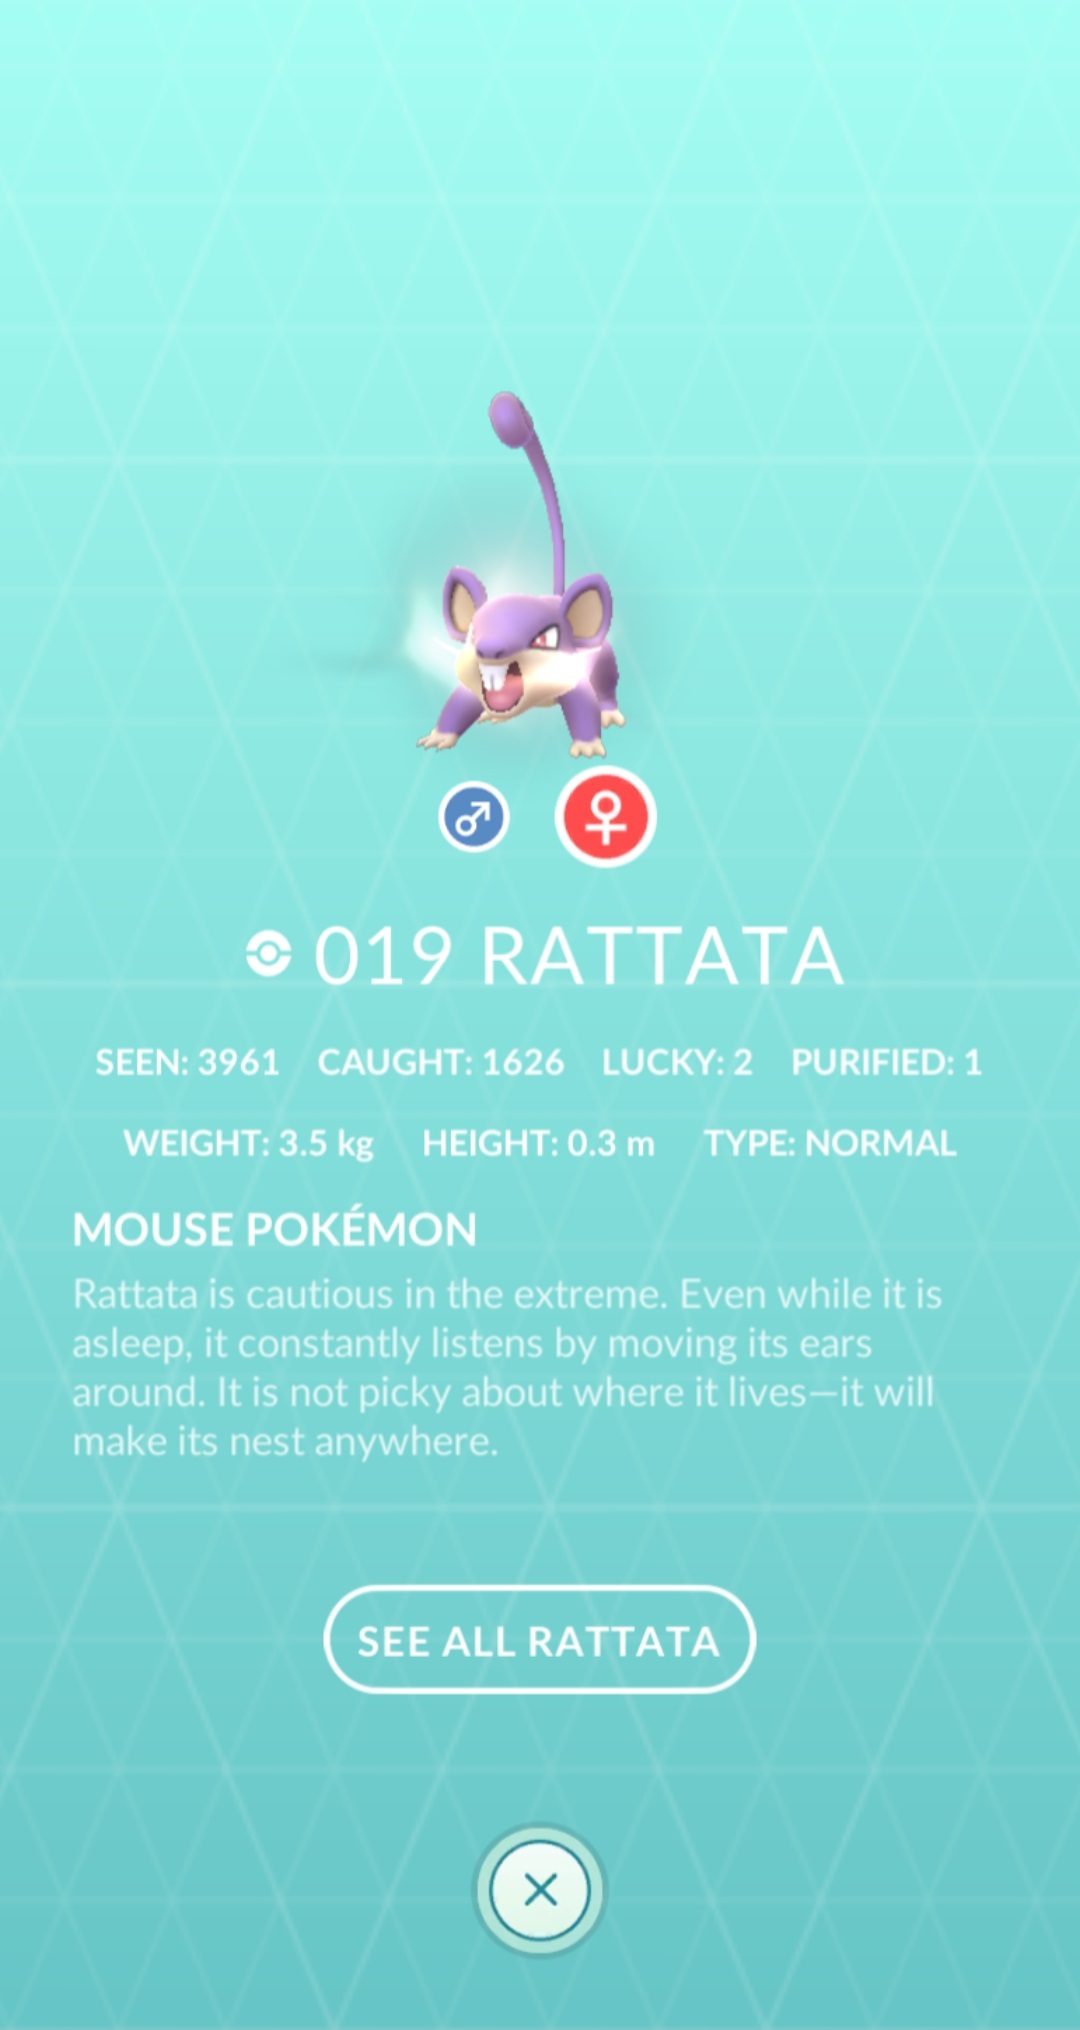 019 RATTATA
SEEN: 3961 CAUGHT: 1626 LUCKY: 2 PURIFIED: 1
WEIGHT: 3.5 kg HEIGHT: 0.3 m TYPE: NORMAL
MOUSE POKÉMON
Rattata is cautious in the extreme. Even while it is
asleep, it constantly listens by moving its ears
around. It is not picky about where it lives—it will
make its nest anywhere.
SEE ALL RATTATA